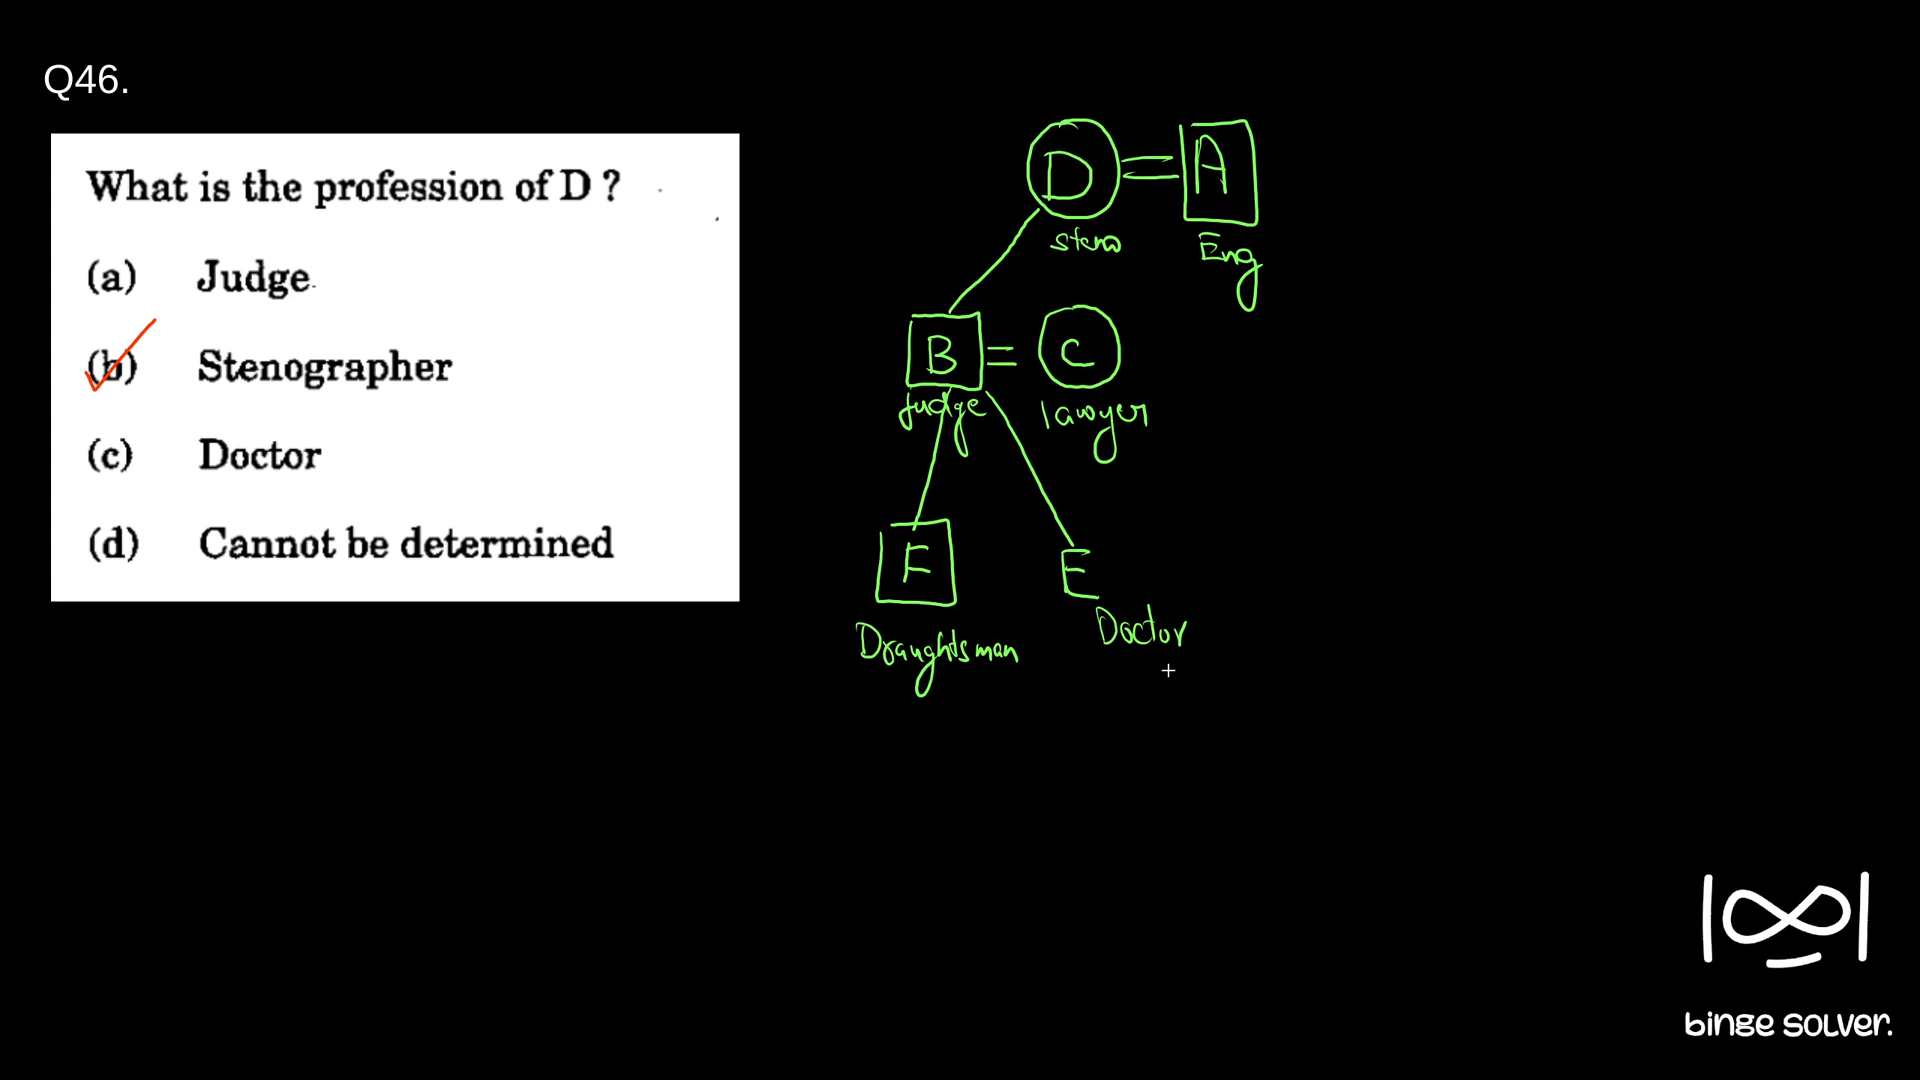 Q46.
What is the profession of D ?
(a) Judge
(b) Stenographer
(c) Doctor
(d) Cannot be determined
D = A
steno Eng
B = C
judge lawyer
F E
Draughtsman Doctor
binge solver.